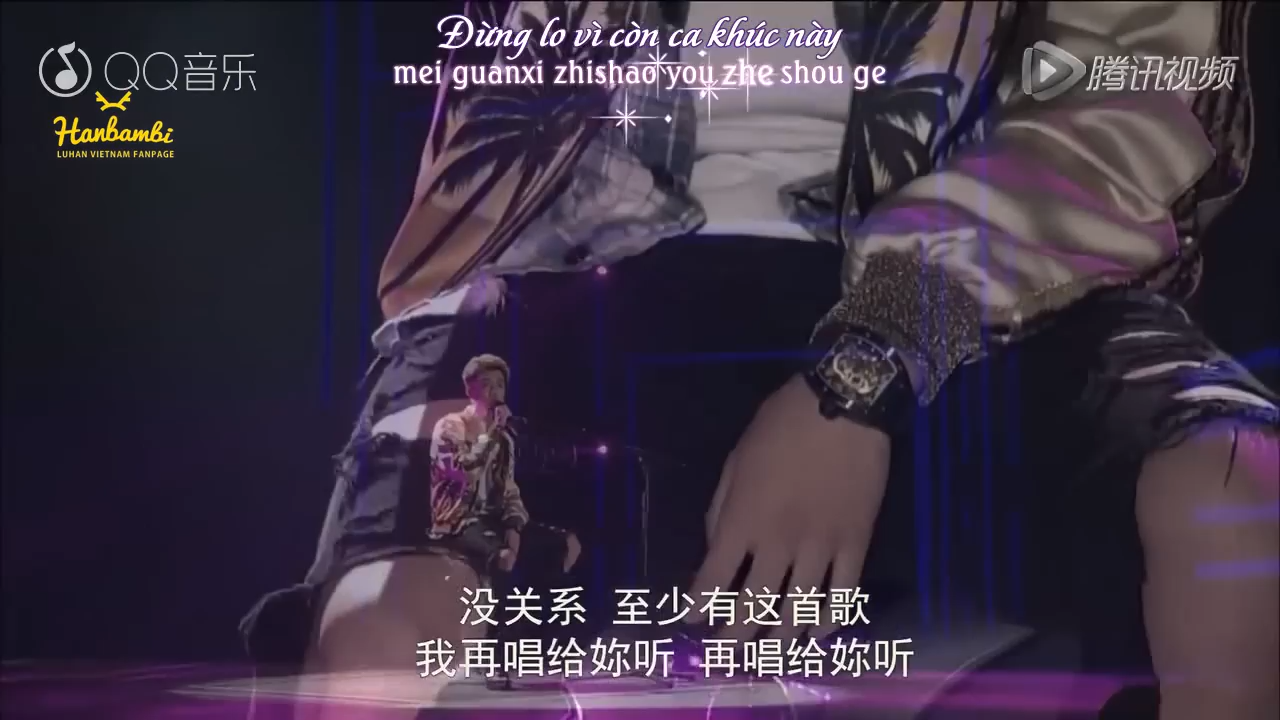 Đừng lo vì còn ca khúc này
mei guanxi zhishao you zhe shou ge
QQ音乐
腾讯视频
Hanbambi
LUHAN VIETNAM FANPAGE
没关系 至少有这首歌
我再唱给妳听 再唱给妳听